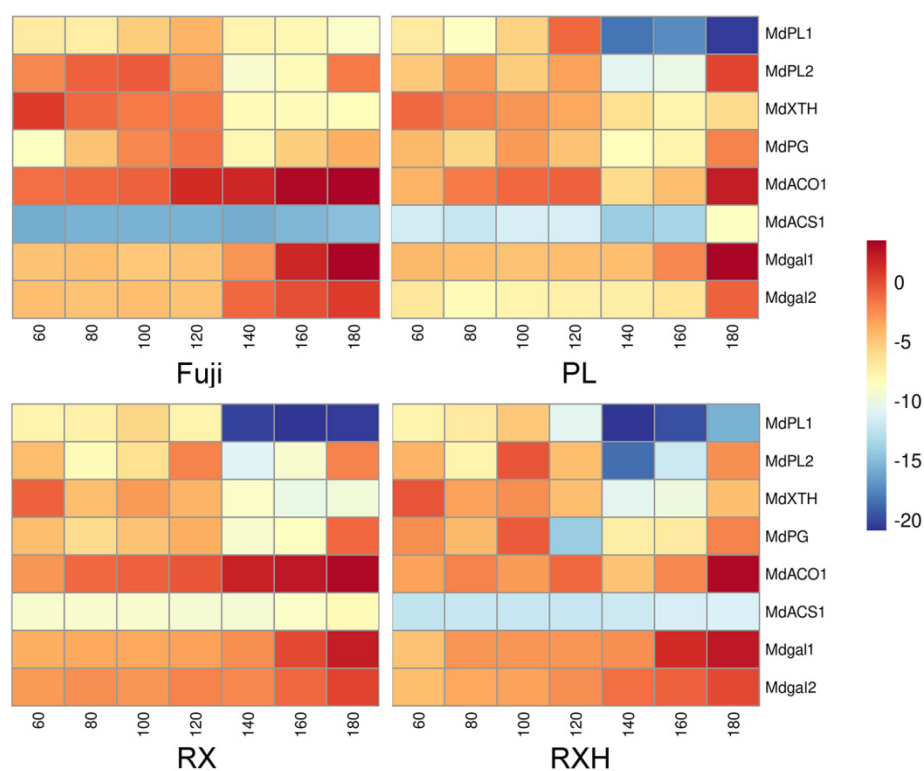 MdPL1
MdPL2
MdXTH
MdPG
MdACO1
MdACS1
Mdgal1
Mdgal2
60 80 100 120 140 160 180
60 80 100 120 140 160 180
Fuji PL
0
-5
-10
-15
-20
MdPL1
MdPL2
MdXTH
MdPG
MdACO1
MdACS1
Mdgal1
Mdgal2
60 80 100 120 140 160 180
60 80 100 120 140 160 180
RX RXH